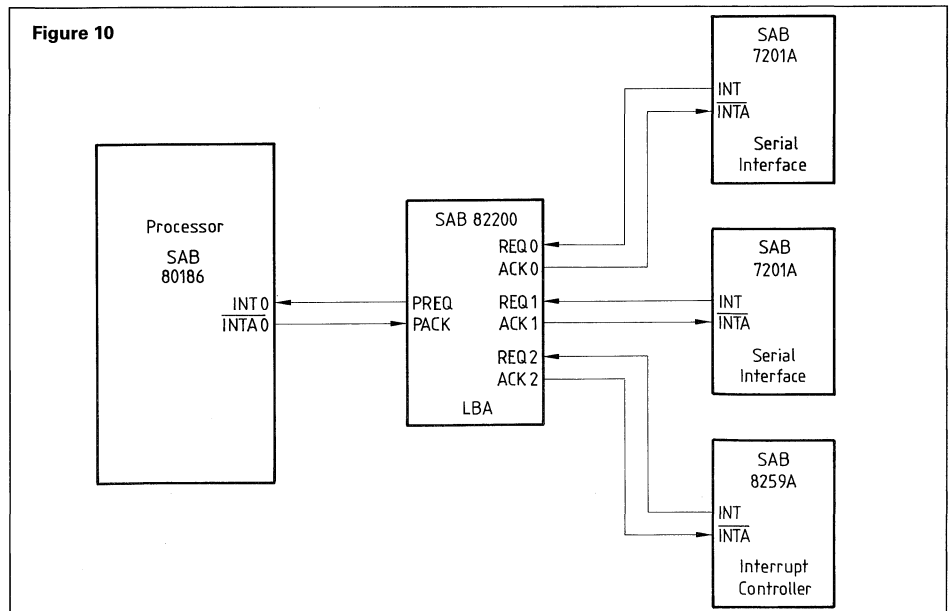 Figure 10
Processor
SAB
80186
INT 0
INTA 0
SAB 82200
REQ 0
ACK 0
PREQ
PACK
REQ 1
ACK 1
REQ 2
ACK 2
LBA
SAB
7201A
INT
INTA
Serial
Interface
SAB
7201A
INT
INTA
Serial
Interface
SAB
8259A
INT
INTA
Interrupt
Controller